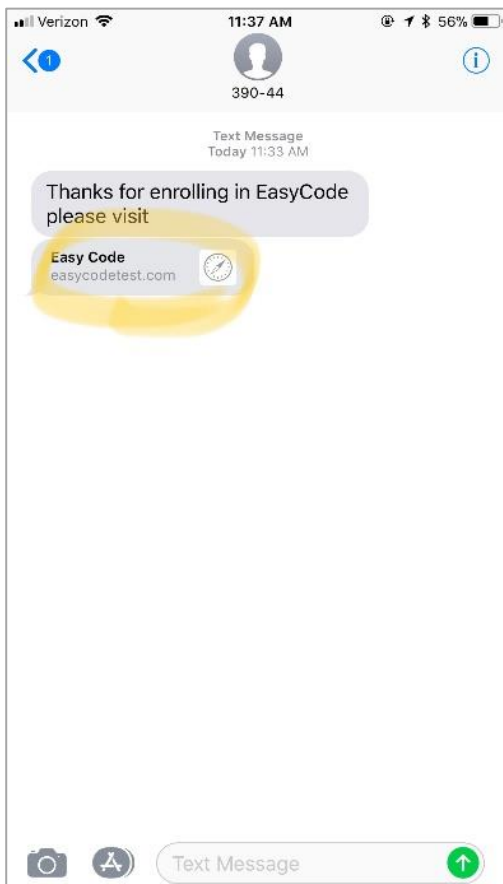 Verizon 11:37 AM 56%
1
390-44
Text Message
Today 11:33 AM
Thanks for enrolling in EasyCode
please visit
Easy Code
easycodetest.com
Text Message